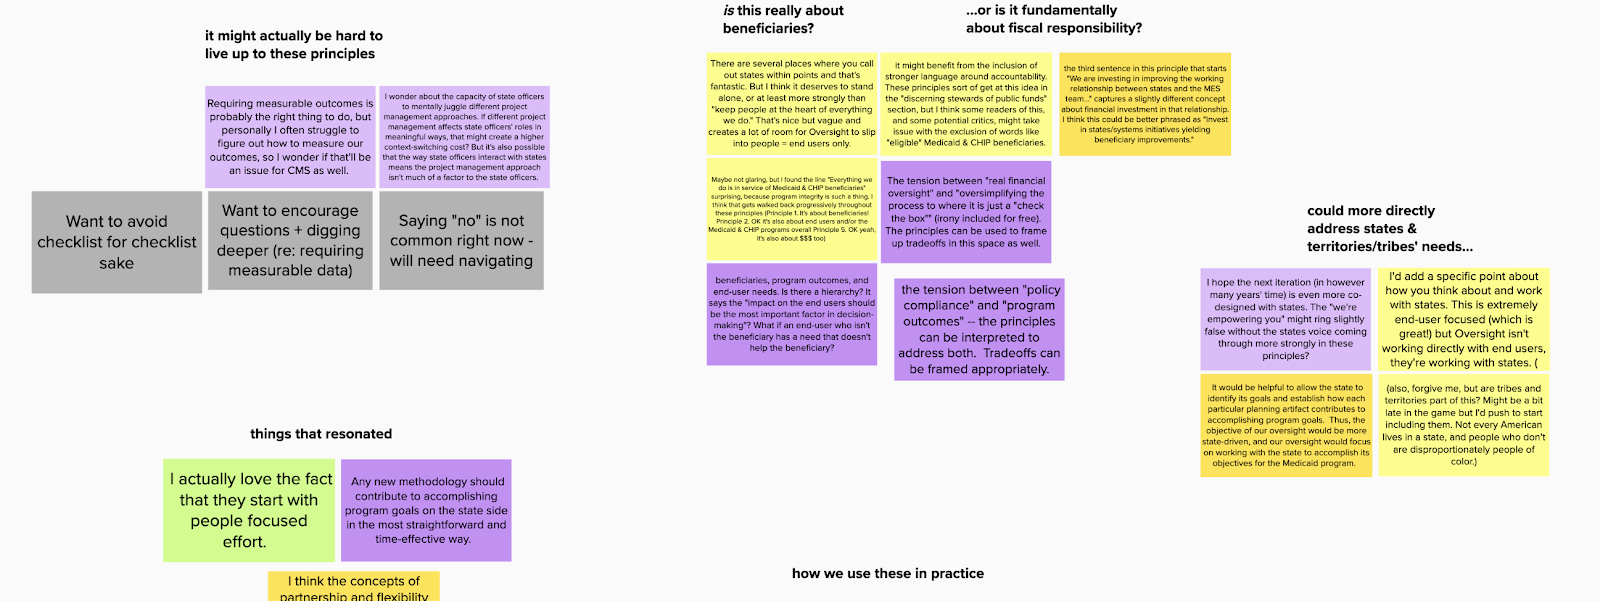 it might actually be hard to
live up to these principles
Requiring measurable outcomes is
probably the right thing to do, but
personally I often struggle to
figure out how to measure our
outcomes, so I wonder if that'll be
an issue for CMS as well.
I wonder about the capacity of state officers
to mentally juggle different project
management approaches. If different project
management affects state officers' roles in
meaningful ways, that might create a higher
context-switching cost? But it's also possible
that the way state officers interact with states
means the project management approach
isn't much of a factor to the state officers.
Want to avoid
checklist for checklist
sake
Want to encourage
questions + digging
deeper (re: requiring
measurable data)
Saying "no" is not
common right now -
will need navigating
things that resonated
I actually love the fact
that they start with
people focused
effort.
Any new methodology should
contribute to accomplishing
program goals on the state side
in the most straightforward and
time-effective way.
I think the concepts of
partnership and flexibility
is this really about
beneficiaries?
...or is it fundamentally
about fiscal responsibility?
There are several places where you call
out states within points and that's
fantastic. But I think it deserves to stand
alone, or at least more strongly than
"keep people at the heart of everything
we do." That's nice but vague and
creates a lot of room for Oversight to slip
into people = end users only.
it might benefit from the inclusion of
stronger language around accountability.
These principles sort of get at this idea in
the "discerning stewards of public funds"
section, but I think some readers of this,
and some potential critics, might take
issue with the exclusion of words like
"eligible" Medicaid & CHIP beneficiaries.
the third sentence in this principle that starts
"We are investing in improving the working
relationship between states and the MES
team..." captures a slightly different concept
about financial investment in that relationship.
I think this could be better phrased as "Invest
in states/systems initiatives yielding
beneficiary improvements."
Maybe not glaring, but I found the line "Everything we
do is in service of Medicaid & CHIP beneficiaries"
surprising, because program integrity is such a thing. I
think that gets walked back progressively throughout
these principles (Principle 1. It's about beneficiaries!
Principle 2. OK it's also about end users and/or the
Medicaid & CHIP programs overall Principle 5. OK yeah,
it's also about $$$ too)
The tension between "real financial
oversight" and "oversimplifying the
process to where it is just a "check
the box"" (irony included for free).
The principles can be used to frame
up tradeoffs in this space as well.
beneficiaries, program outcomes, and
end-user needs. Is there a hierarchy? It
says the "impact on the end users should
be the most important factor in decision-
making"? What if an end-user who isn't
the beneficiary has a need that doesn't
help the beneficiary?
the tension between "policy
compliance" and "program
outcomes" -- the principles
can be interpreted to
address both. Tradeoffs can
be framed appropriately.
how we use these in practice
could more directly
address states &
territories/tribes' needs...
I hope the next iteration (in however
many years' time) is even more co-
designed with states. The "we're
empowering you" might ring slightly
false without the states voice coming
through more strongly in these
principles?
I'd add a specific point about
how you think about and work
with states. This is extremely
end-user focused (which is
great!) but Oversight isn't
working directly with end users,
they're working with states. (
It would be helpful to allow the state to
identify its goals and establish how each
particular planning artifact contributes to
accomplishing program goals. Thus, the
objective of our oversight would be more
state-driven, and our oversight would focus
on working with the state to accomplish its
objectives for the Medicaid program.
(also, forgive me, but are tribes and
territories part of this? Might be a bit
late in the game but I'd push to start
including them. Not every American
lives in a state, and people who don't
are disproportionately people of
color.)